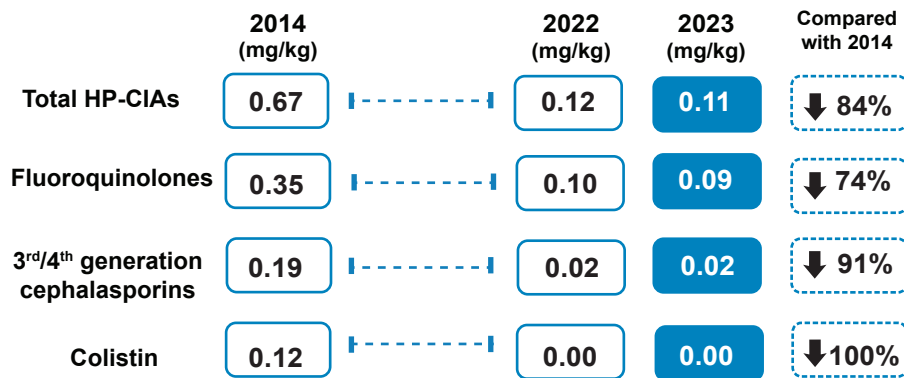 2014 2022 2023 Compared
(mg/kg) (mg/kg) (mg/kg) with 2014
Total HP-CIAs 0.67 0.12 0.11 84%
Fluoroquinolones 0.35 0.10 0.09 74%
3rd/4th generation
cephalasporins 0.19 0.02 0.02 91%
Colistin 0.12 0.00 0.00 100%